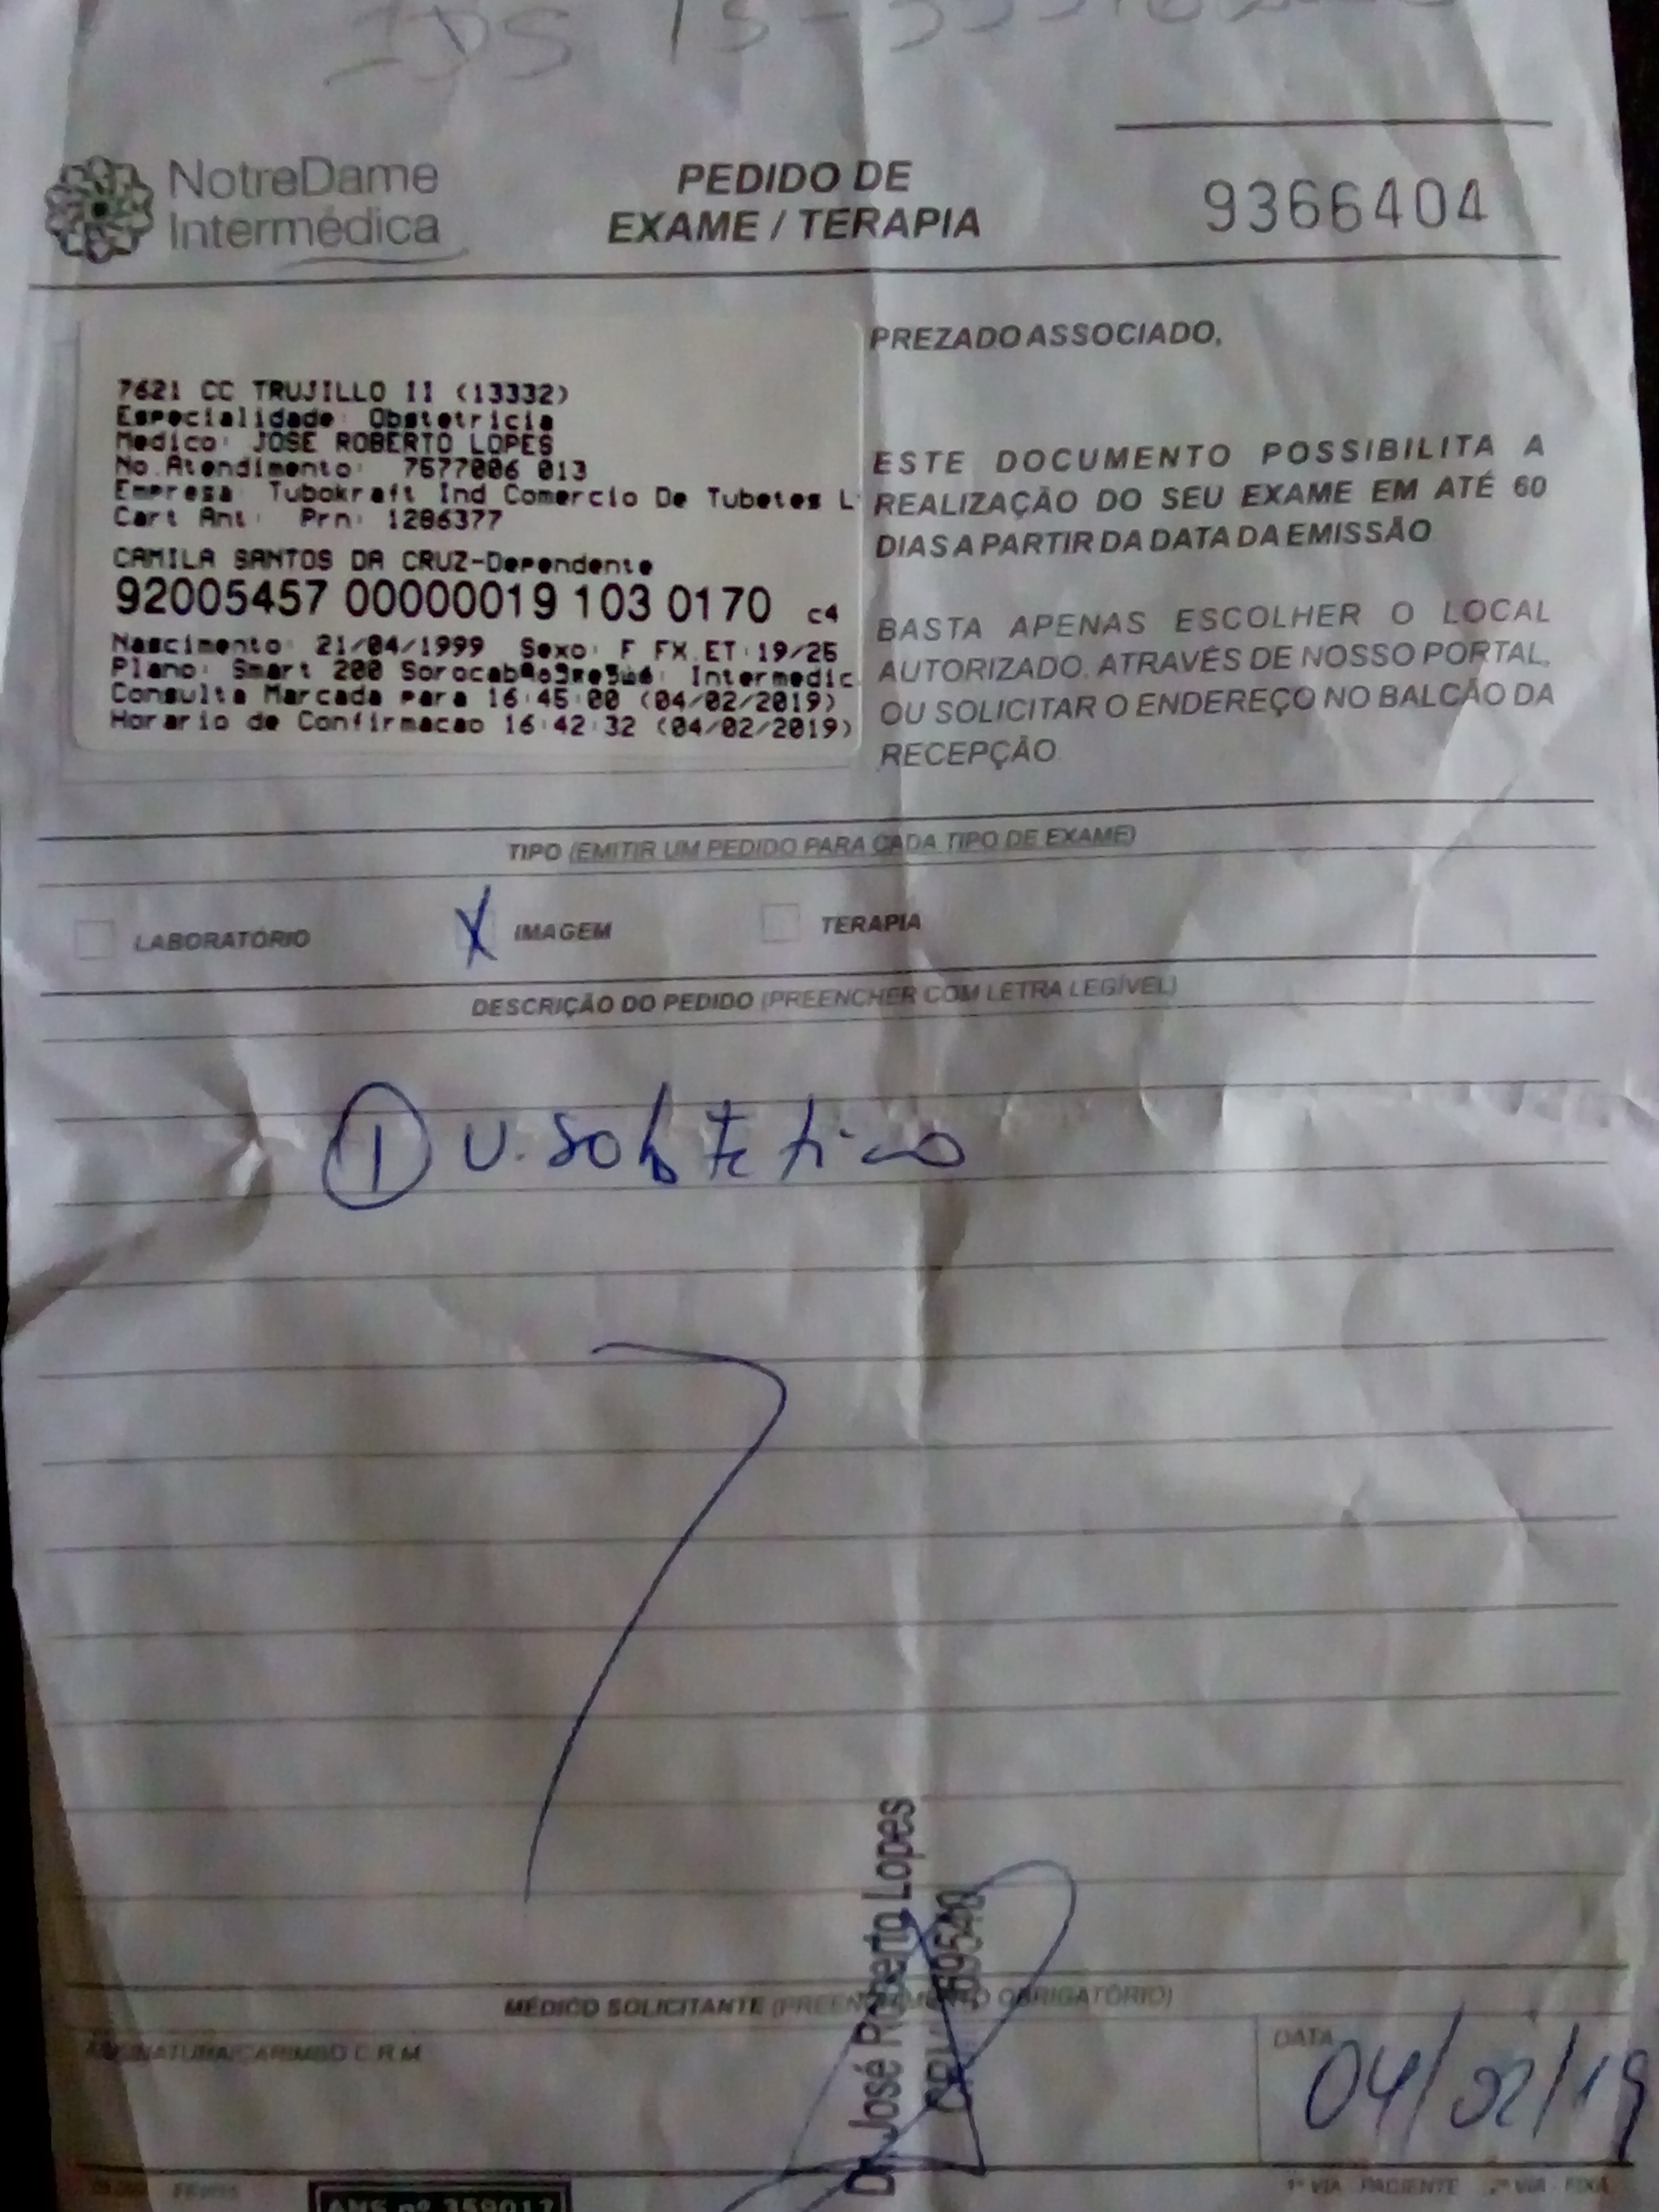 NotreDame
Intermédica
PEDIDO DE
EXAME / TERAPIA
9366404
7621 CC TRUJILLO II (13332)
Especialidade: Obstetricia
Medico: JOSE ROBERTO LOPES
No.Atendimento: 7577006 013
Empresa: Tubokraft Ind Comercio De Tubetes L
Cart Ant: Prn: 1286377
CAMILA SANTOS DA CRUZ-Dependente
92005457 00000019 103 0170 c4
Nascimento: 21/04/1999 Sexo: F FX.ET:19/25
Plano: Smart 200 Intermedic
Consulta Marcada para 16:45:00 (04/02/2019)
Horario de Confirmacao 16:42:32 (04/02/2019)
PREZADO ASSOCIADO,
ESTE DOCUMENTO POSSIBILITA A
REALIZAÇÃO DO SEU EXAME EM ATÉ 60
DIAS A PARTIR DA DATA DA EMISSÃO
BASTA APENAS ESCOLHER O LOCAL
AUTORIZADO, ATRAVÉS DE NOSSO PORTAL,
OU SOLICITAR O ENDEREÇO NO BALCÃO DA
RECEPÇÃO
TIPO (EMITIR UM PEDIDO PARA CADA TIPO DE EXAME)
LABORATÓRIO X IMAGEM TERAPIA
DESCRIÇÃO DO PEDIDO (PREENCHER COM LETRA LEGÍVEL)
1 U.Sobstetrico
Dr. José Roberto Lopes
MÉDICO SOLICITANTE (PREENCHIMENTO OBRIGATÓRIO)
ASSINATURA/CARIMBO C.R.M.
DATA
04/02/19
1ª VIA - PACIENTE 2ª VIA - FIXA
ANS nº 359017